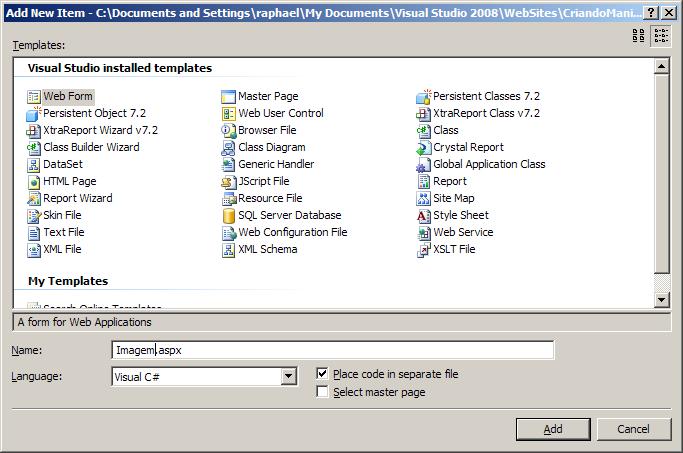 Add New Item - C:\Documents and Settings\raphael\My Documents\Visual Studio 2008\WebSites\CriandoMani...
Templates:
Visual Studio installed templates
Web Form Master Page Persistent Classes 7.2
Persistent Object 7.2 Web User Control XtraReport Class v7.2
XtraReport Wizard v7.2 Browser File Class
Class Builder Wizard Class Diagram Crystal Report
DataSet Generic Handler Global Application Class
HTML Page JScript File Report
Report Wizard Resource File Site Map
Skin File SQL Server Database Style Sheet
Text File Web Configuration File Web Service
XML File XML Schema XSLT File
My Templates
Search Online Templates
A form for Web Applications
Name: Imagem.aspx
Language: Visual C# Place code in separate file
Select master page
Add Cancel